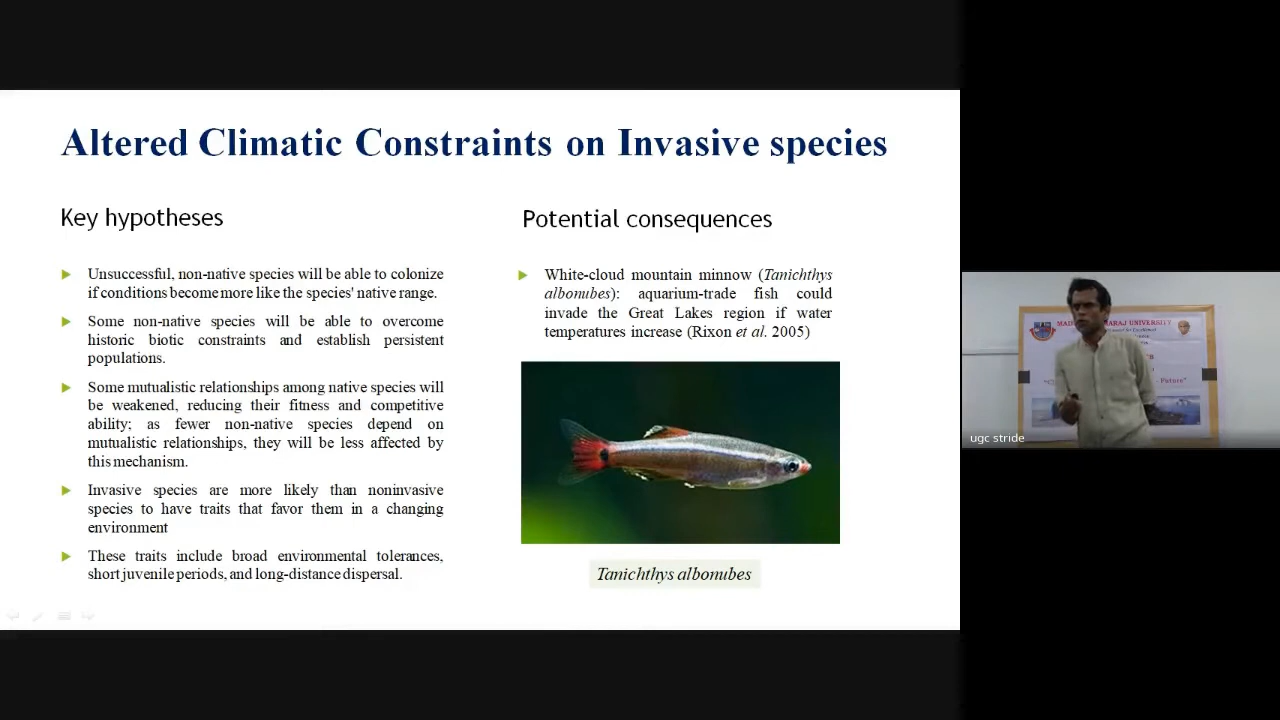 Altered Climatic Constraints on Invasive species
Key hypotheses
Unsuccessful, non-native species will be able to colonize
if conditions become more like the species' native range.
Some non-native species will be able to overcome
historic biotic constraints and establish persistent
populations.
Some mutualistic relationships among native species will
be weakened, reducing their fitness and competitive
ability; as fewer non-native species depend on
mutualistic relationships, they will be less affected by
this mechanism.
Invasive species are more likely than noninvasive
species to have traits that favor them in a changing
environment
These traits include broad environmental tolerances,
short juvenile periods, and long-distance dispersal.
Potential consequences
White-cloud mountain minnow (Tanichthys
albonubes): aquarium-trade fish could
invade the Great Lakes region if water
temperatures increase (Rixon et al. 2005)
Tanichthys albonubes
UNIVERSITY
ugc stride